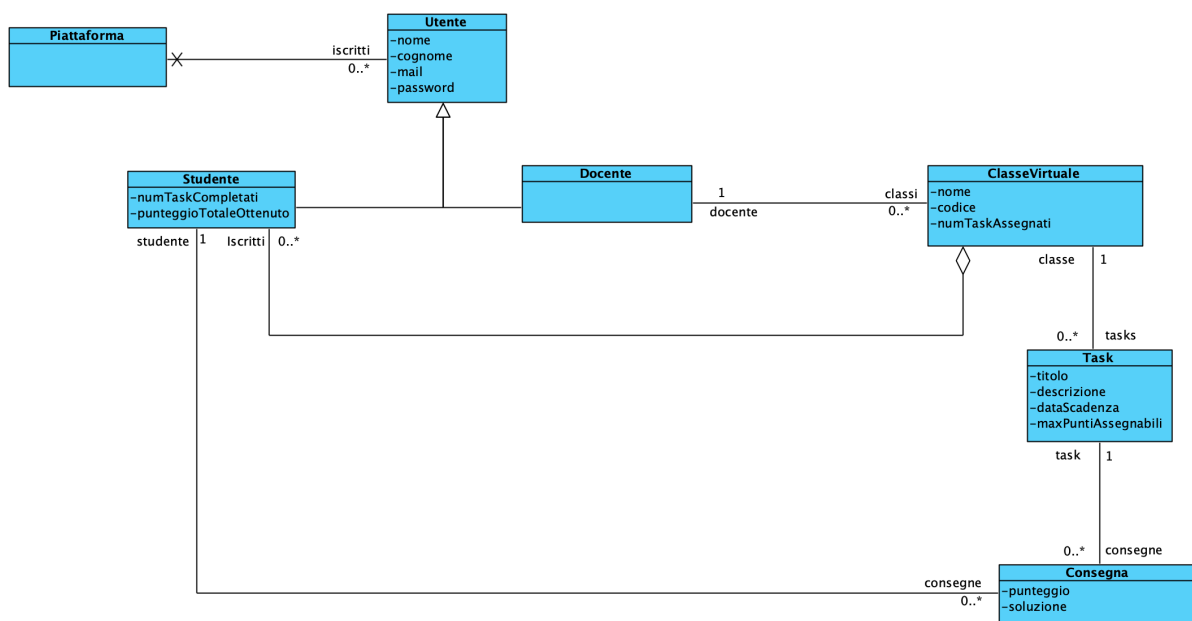 Piattaforma
Utente
-nome
-cognome
-mail
-password
iscritti
0..*
Studente
-numTaskCompletati
-punteggioTotaleOttenuto
Docente
1
docente
classi
0..*
ClasseVirtuale
-nome
-codice
-numTaskAssegnati
studente
1
Iscritti
0..*
classe
1
0..*
tasks
Task
-titolo
-descrizione
-dataScadenza
-maxPuntiAssegnabili
task
1
0..*
consegne
consegne
0..*
Consegna
-punteggio
-soluzione